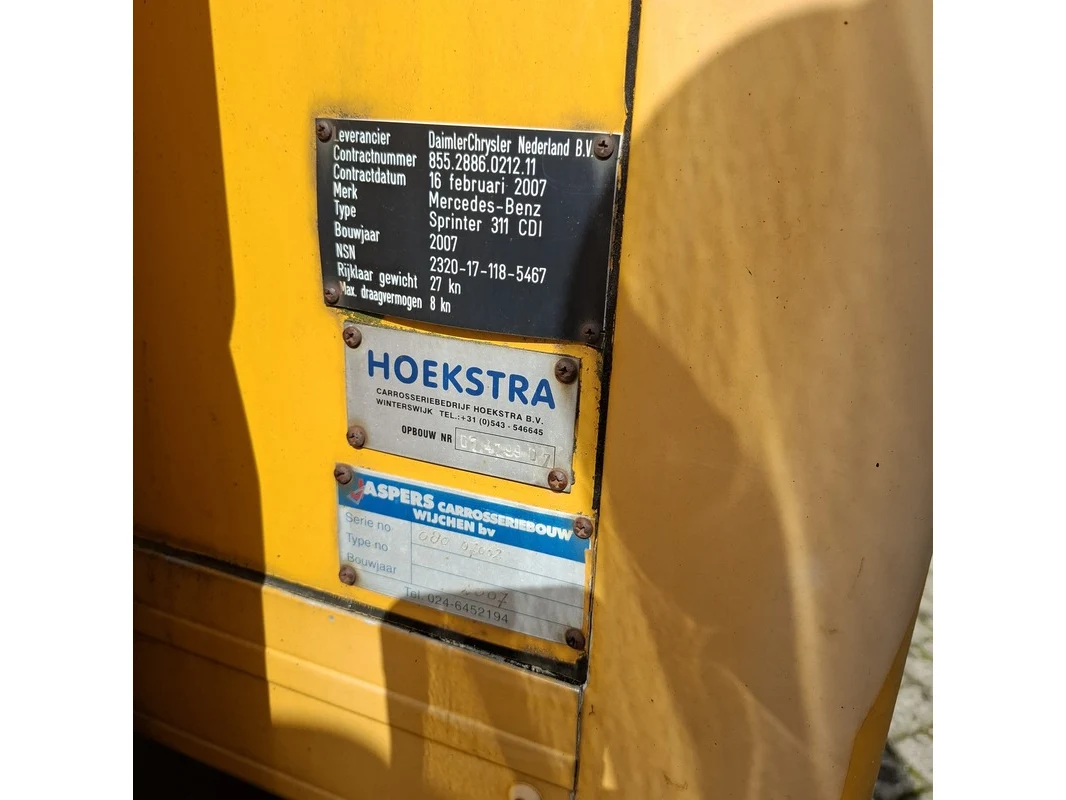 Leverancier DaimlerChrysler Nederland B.V.
Contractnummer 855.2886.0212.11
Contractdatum 16 februari 2007
Merk Mercedes-Benz
Type Sprinter 311 CDI
Bouwjaar 2007
NSN 2320-17-118-5467
Rijklaar gewicht 27 kn
Max. draagvermogen 8 kn
HOEKSTRA
CARROSSERIEBEDRIJF HOEKSTRA B.V.
WINTERSWIJK TEL.:+31 (0)543 - 546645
OPBOUW NR
JASPERS CARROSSERIEBOUW
WIJCHEN bv
Serie no
Type no
Bouwjaar 2007
Tel. 024-6452194